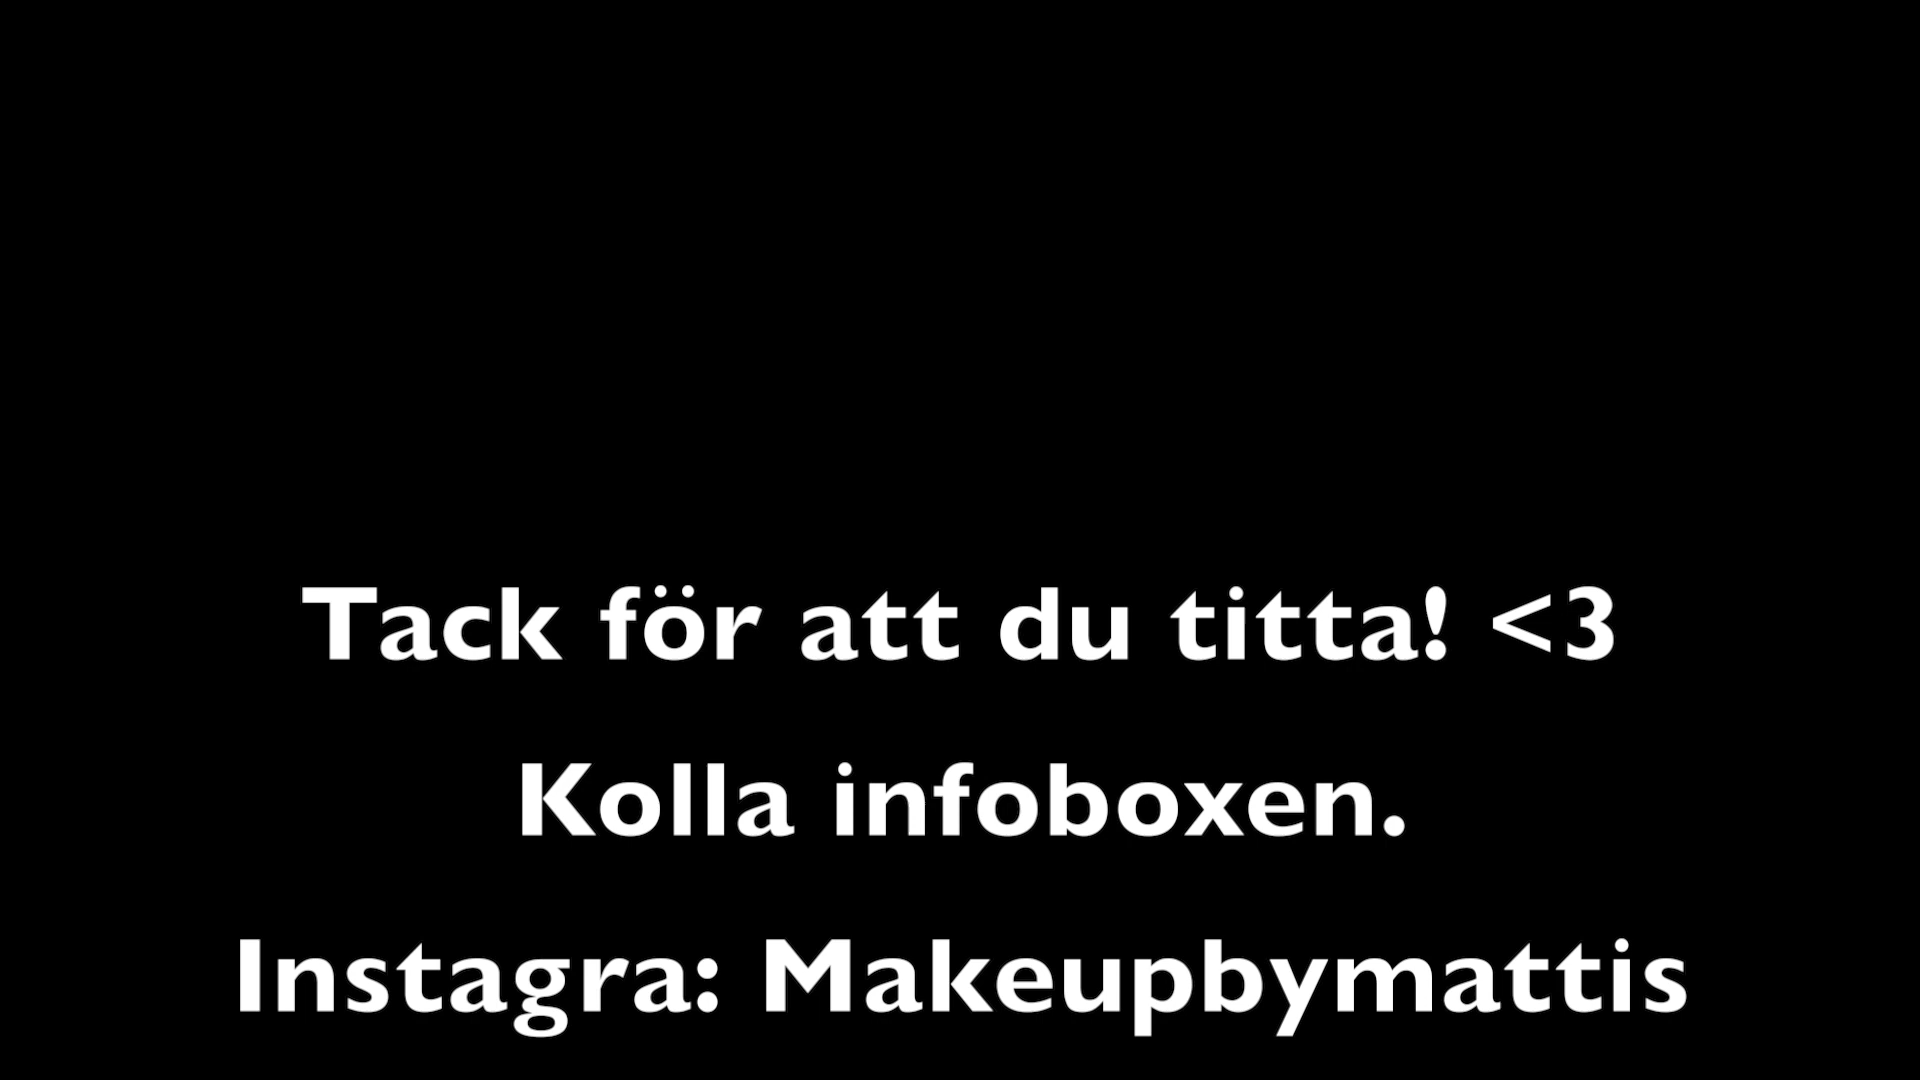 Tack för att du titta! <3
Kolla infoboxen.
Instagra: Makeupbymattis